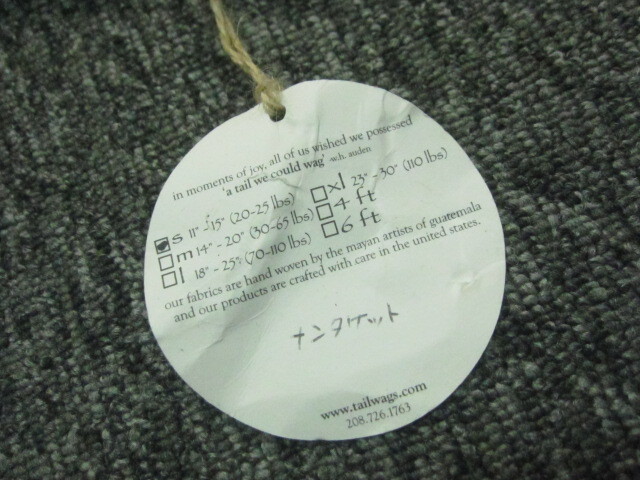 in moments of joy, all of us wished we possessed
'a tail we could wag' -w.h. auden
s 11" - 15" (20-25 lbs)
m 14" - 20" (30-65 lbs)
l 18" - 25" (70-110 lbs)
xl 23" - 30" (110 lbs)
4 ft
6 ft
our fabrics are hand woven by the mayan artists of guatemala
and our products are crafted with care in the united states.
ナンタケット
www.tailwags.com
208.726.1763